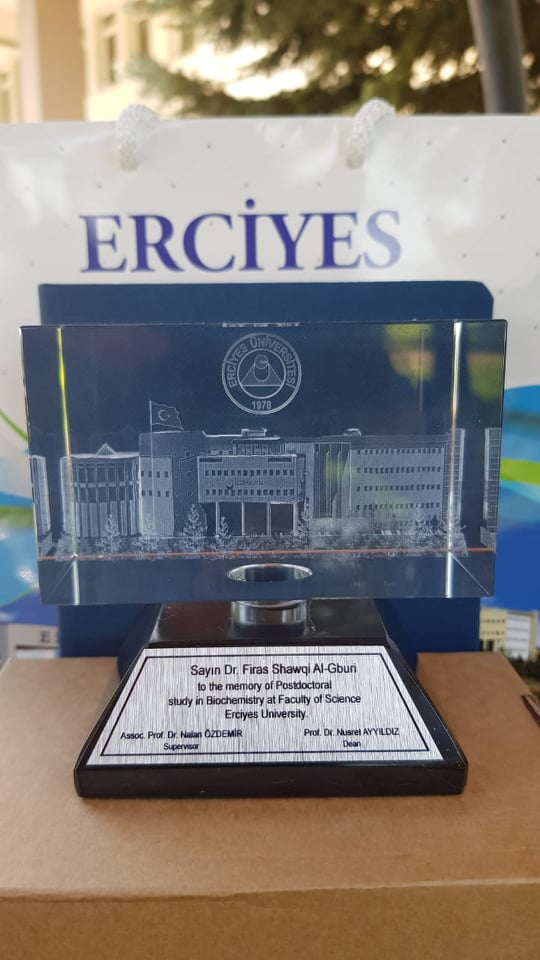 ERCİYES
ERCİYES ÜNİVERSİTESİ
1978
Sayın Dr. Firas Shawqi Al-Gburi
to the memory of Postdoctoral
study in Biochemistry at Faculty of Science
Erciyes University.
Assoc. Prof. Dr. Nalan ÖZDEMİR
Supervisor
Prof. Dr. Nusret AYYILDIZ
Dean